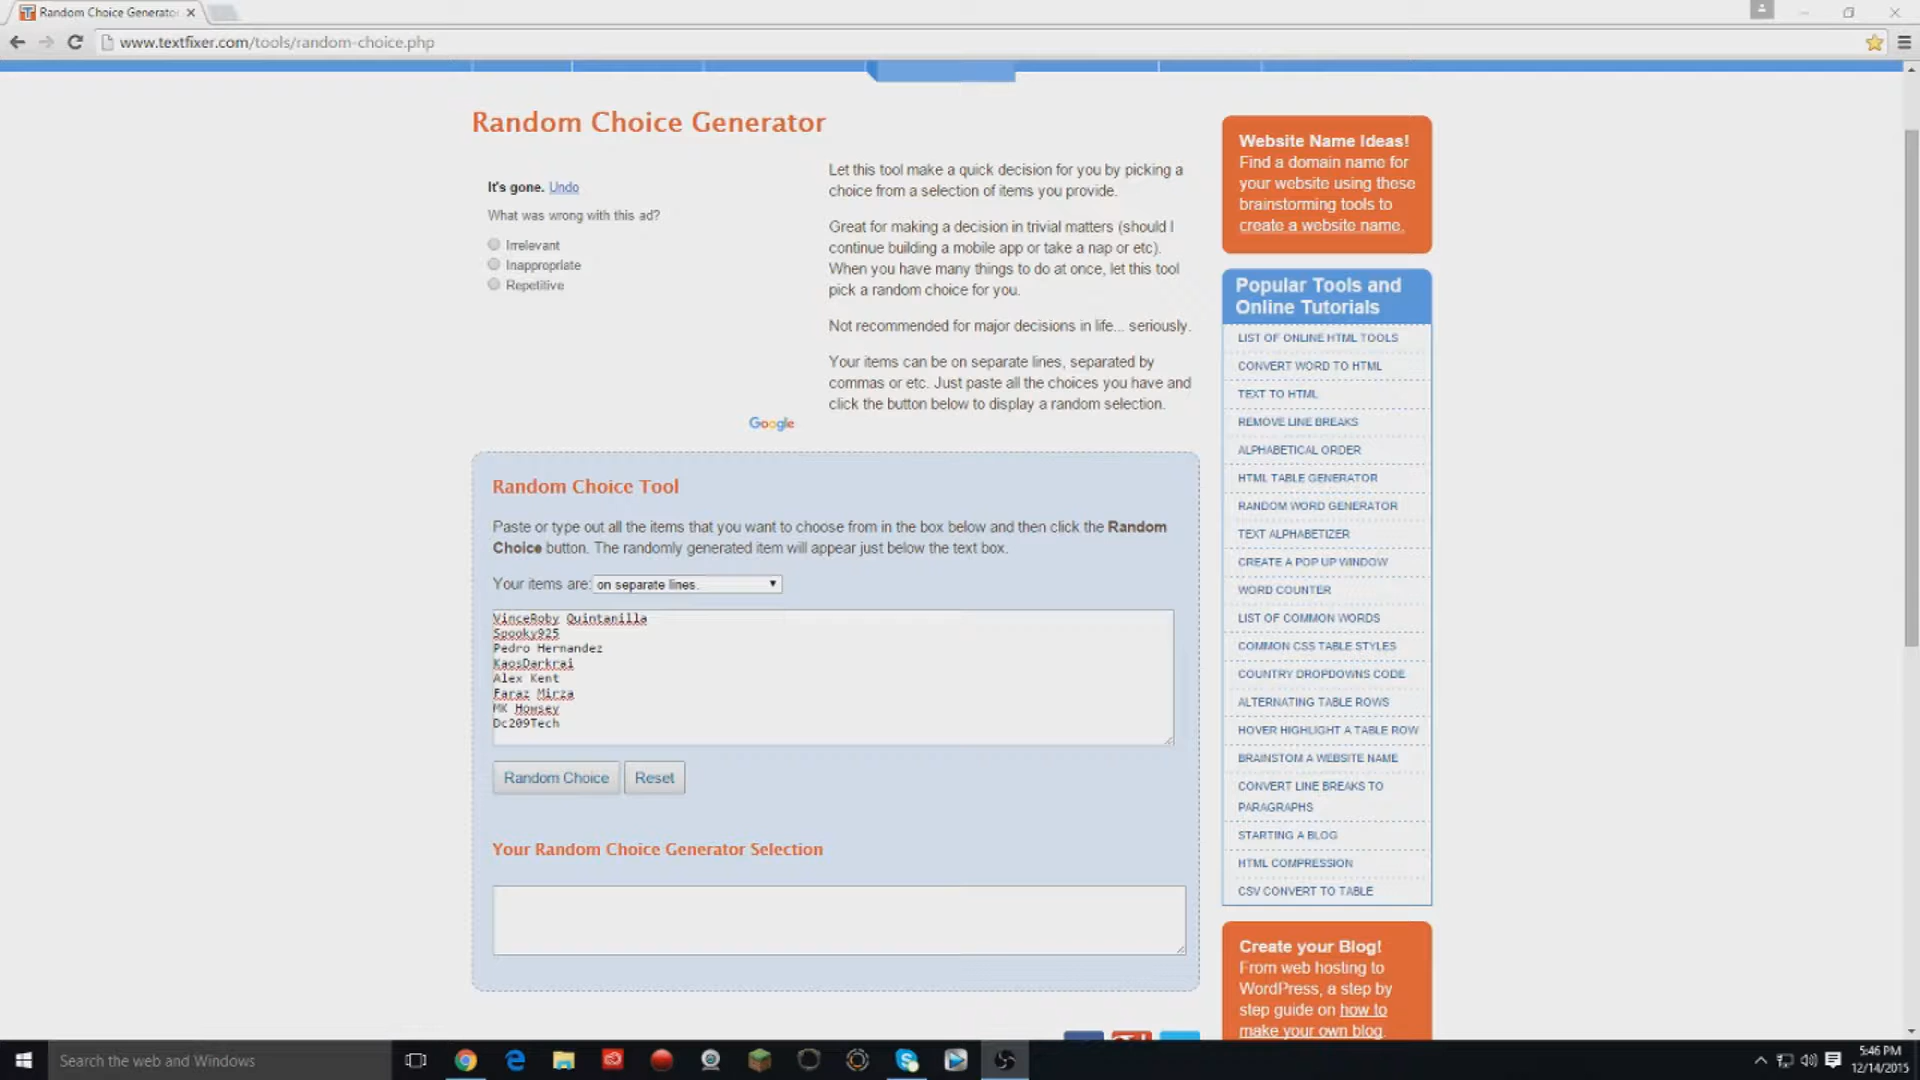 Random Choice Generator
www.textfixer.com/tools/random-choice.php
Random Choice Generator
It's gone. Undo
What was wrong with this ad?
Irrelevant
Inappropriate
Repetitive
Google
Let this tool make a quick decision for you by picking a
choice from a selection of items you provide.
Great for making a decision in trivial matters (should I
continue building a mobile app or take a nap or etc).
When you have many things to do at once, let this tool
pick a random choice for you.
Not recommended for major decisions in life... seriously.
Your items can be on separate lines, separated by
commas or etc. Just paste all the choices you have and
click the button below to display a random selection.
Random Choice Tool
Paste or type out all the items that you want to choose from in the box below and then click the Random
Choice button. The randomly generated item will appear just below the text box.
Your items are: on separate lines.
VinceRoby Quintanilla
Spooky925
Pedro Hernandez
KaosDarkrai
Alex Kent
Faraz Mirza
MK Howsey
Dc209Tech
Random Choice Reset
Your Random Choice Generator Selection
Website Name Ideas!
Find a domain name for
your website using these
brainstorming tools to
create a website name.
Popular Tools and
Online Tutorials
LIST OF ONLINE HTML TOOLS
CONVERT WORD TO HTML
TEXT TO HTML
REMOVE LINE BREAKS
ALPHABETICAL ORDER
HTML TABLE GENERATOR
RANDOM WORD GENERATOR
TEXT ALPHABETIZER
CREATE A POP UP WINDOW
WORD COUNTER
LIST OF COMMON WORDS
COMMON CSS TABLE STYLES
COUNTRY DROPDOWNS CODE
ALTERNATING TABLE ROWS
HOVER HIGHLIGHT A TABLE ROW
BRAINSTOM A WEBSITE NAME
CONVERT LINE BREAKS TO
PARAGRAPHS
STARTING A BLOG
HTML COMPRESSION
CSV CONVERT TO TABLE
Create your Blog!
From web hosting to
WordPress, a step by
step guide on how to
make your own blog.
Search the web and Windows
5:46 PM
12/14/2015